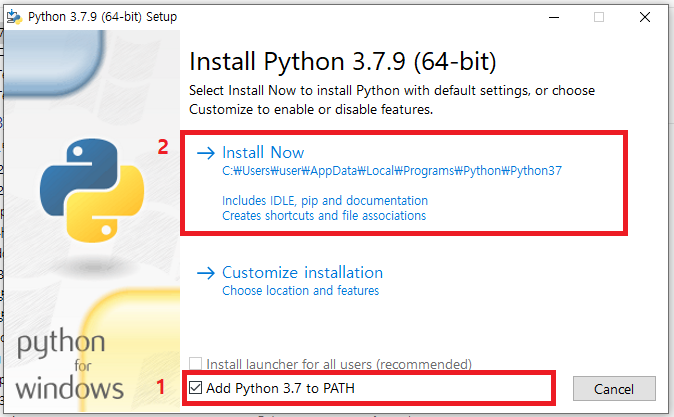 Python 3.7.9 (64-bit) Setup
Install Python 3.7.9 (64-bit)
Select Install Now to install Python with default settings, or choose
Customize to enable or disable features.
2
→ Install Now
C:₩Users₩user₩AppData₩Local₩Programs₩Python₩Python37
Includes IDLE, pip and documentation
Creates shortcuts and file associations
→ Customize installation
Choose location and features
Install launcher for all users (recommended)
1
Add Python 3.7 to PATH
Cancel
python
for
windows